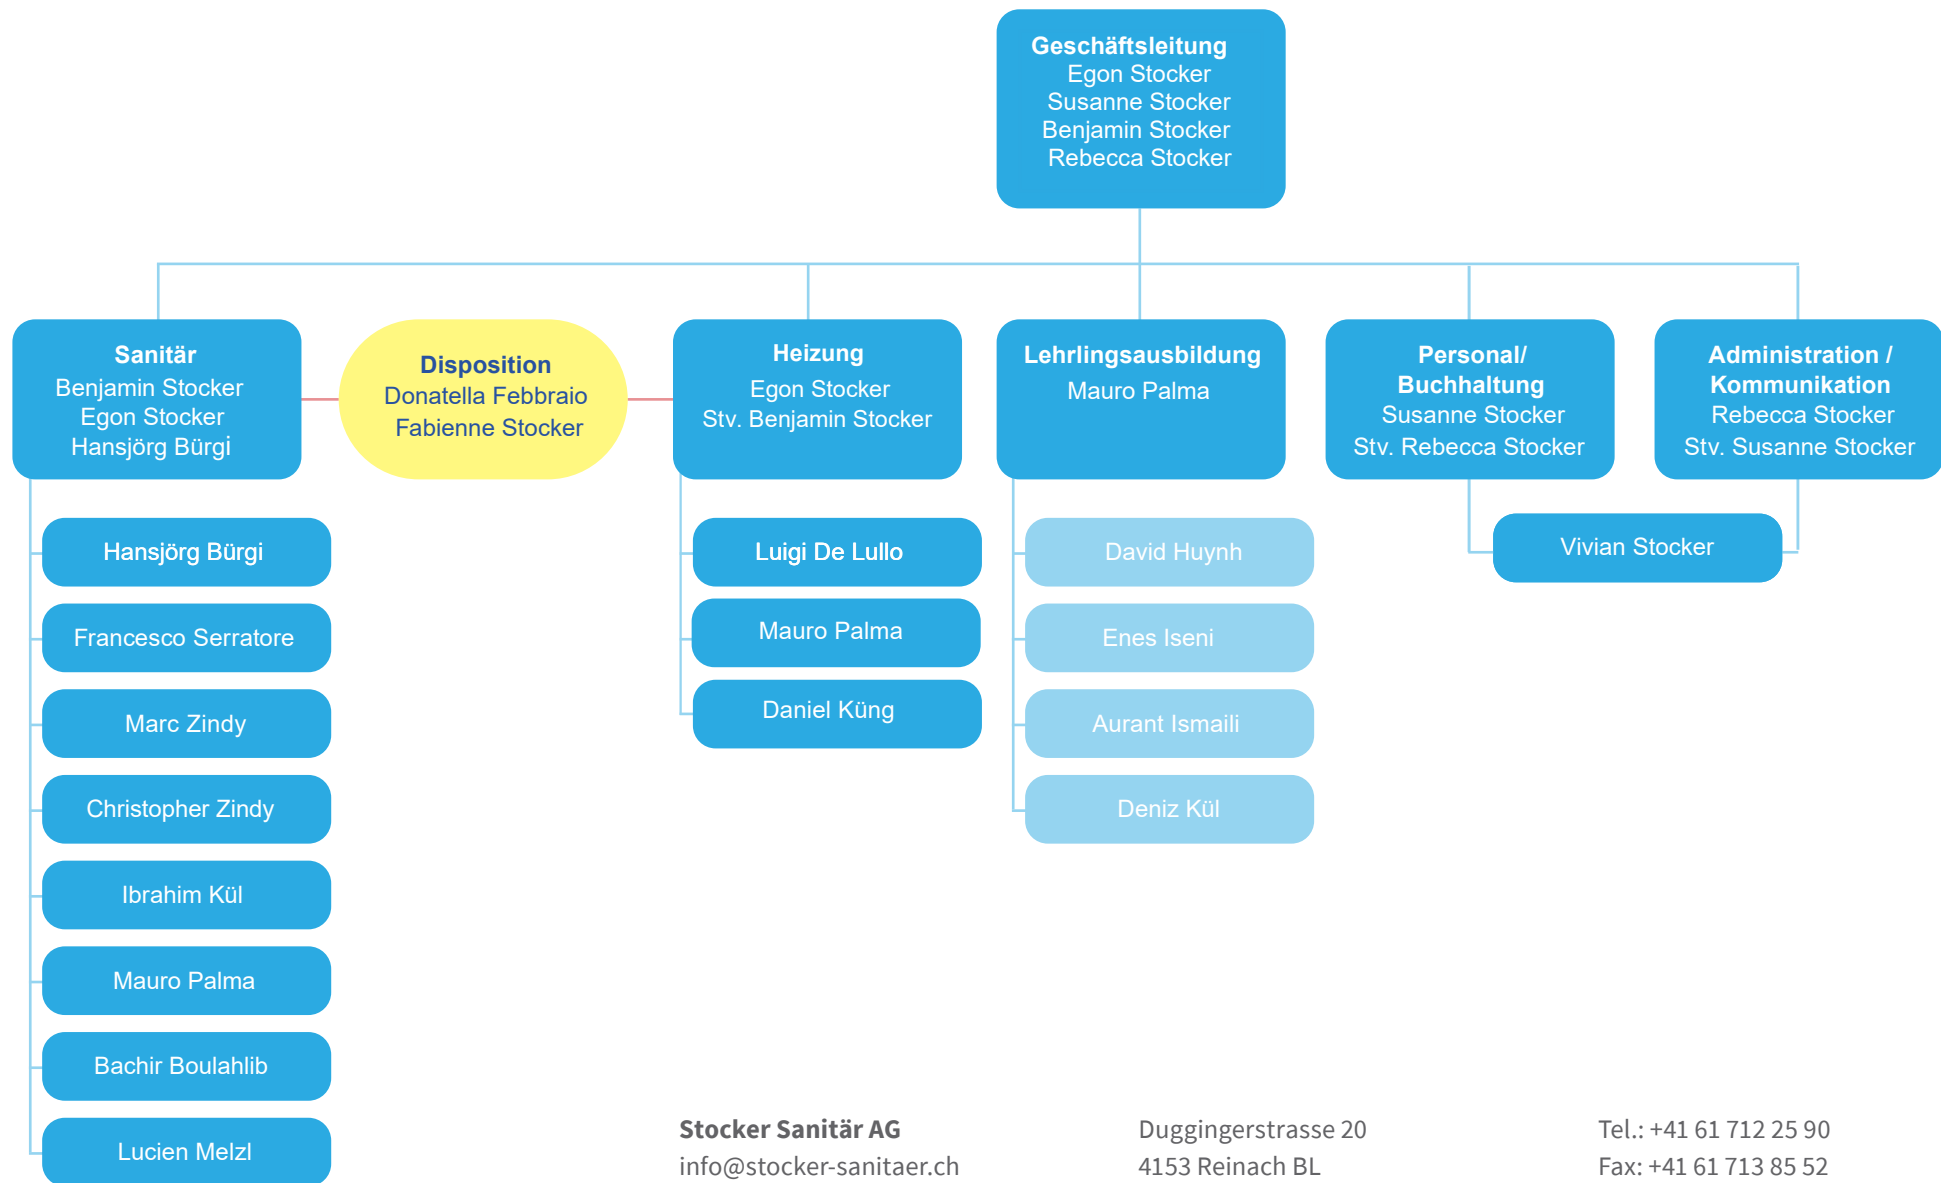 Geschäftsleitung
Egon Stocker
Susanne Stocker
Benjamin Stocker
Rebecca Stocker
Sanitär
Benjamin Stocker
Egon Stocker
Hansjörg Bürgi
Disposition
Donatella Febbraio
Fabienne Stocker
Heizung
Egon Stocker
Stv. Benjamin Stocker
Lehrlingsausbildung
Mauro Palma
Personal/
Buchhaltung
Susanne Stocker
Stv. Rebecca Stocker
Administration /
Kommunikation
Rebecca Stocker
Stv. Susanne Stocker
Hansjörg Bürgi
Francesco Serratore
Marc Zindy
Christopher Zindy
Ibrahim Kül
Mauro Palma
Bachir Boulahlib
Lucien Melzl
Luigi De Lullo
Mauro Palma
Daniel Küng
David Huynh
Enes Iseni
Aurant Ismaili
Deniz Kül
Vivian Stocker
Stocker Sanitär AG
info@stocker-sanitaer.ch
Duggingerstrasse 20
4153 Reinach BL
Tel.: +41 61 712 25 90
Fax: +41 61 713 85 52